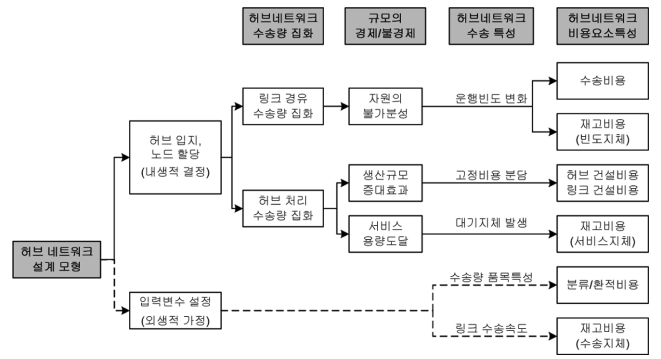 허브네트워크
수송량 집화
규모의
경제/불경제
허브네트워크
수송 특성
허브네트워크
비용요소특성
허브 네트워크
설계 모형
허브 입지,
노드 할당
(내생적 결정)
링크 경유
수송량 집화
자원의
불가분성
운행빈도 변화
수송비용
재고비용
(빈도지체)
허브 처리
수송량 집화
생산규모
증대효과
고정비용 분담
허브 건설비용
링크 건설비용
서비스
용량도달
대기지체 발생
재고비용
(서비스지체)
입력변수 설정
(외생적 가정)
수송량 품목특성
분류/환적비용
링크 수송속도
재고비용
(수송지체)